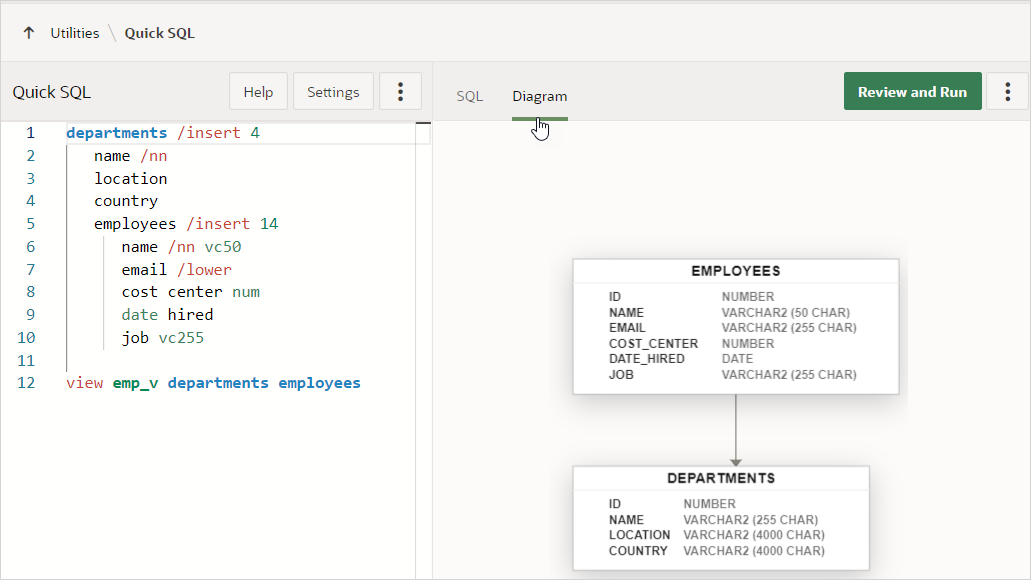 Utilities \ Quick SQL
Quick SQL
Help
Settings
SQL
Diagram
Review and Run
1 departments /insert 4
2 name /nn
3 location
4 country
5 employees /insert 14
6 name /nn vc50
7 email /lower
8 cost center num
9 date hired
10 job vc255
11
12 view emp_v departments employees
EMPLOYEES
ID NUMBER
NAME VARCHAR2 (50 CHAR)
EMAIL VARCHAR2 (255 CHAR)
COST_CENTER NUMBER
DATE_HIRED DATE
JOB VARCHAR2 (255 CHAR)
DEPARTMENTS
ID NUMBER
NAME VARCHAR2 (255 CHAR)
LOCATION VARCHAR2 (4000 CHAR)
COUNTRY VARCHAR2 (4000 CHAR)